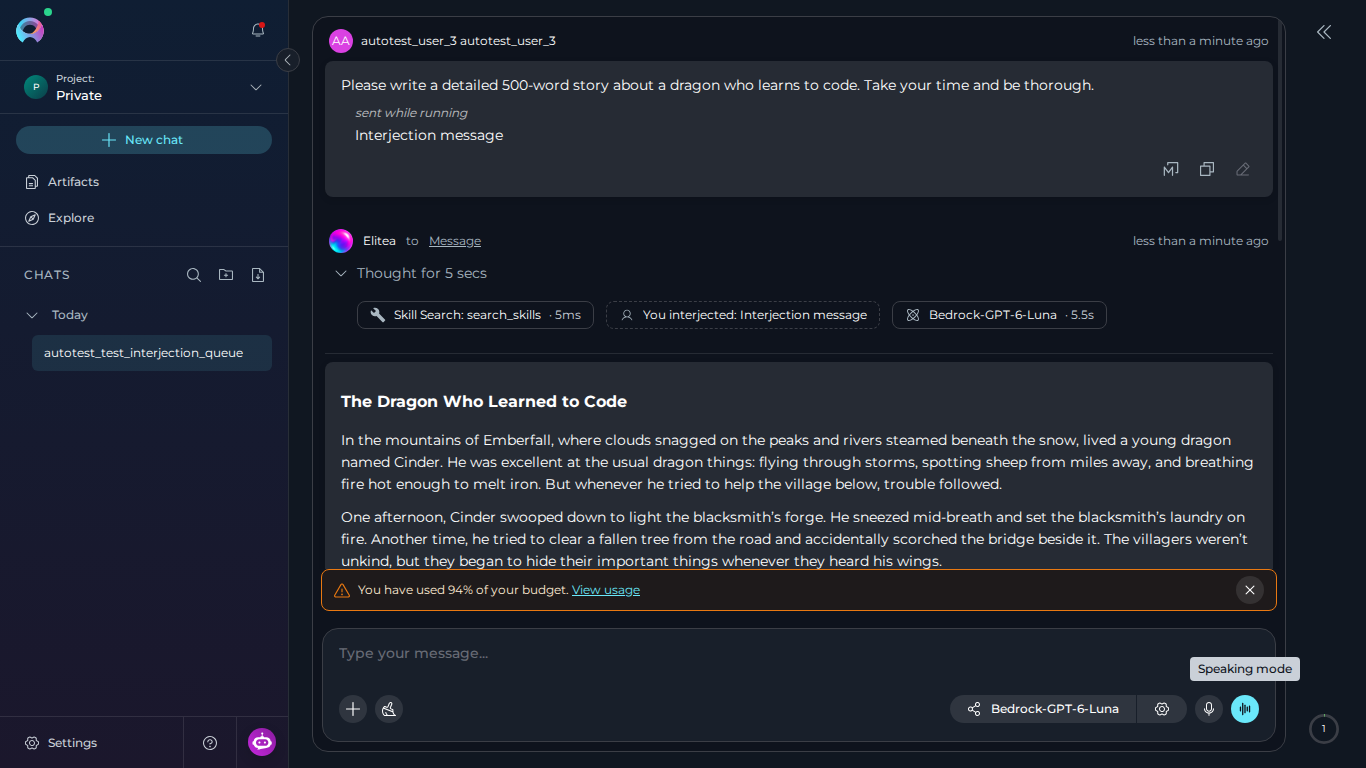 Project:
P
Private
New chat
Artifacts
Explore
CHATS
Today
autotest_test_interjection_queue
Settings
AA autotest_user_3 autotest_user_3 less than a minute ago
Please write a detailed 500-word story about a dragon who learns to code. Take your time and be thorough.
sent while running
Interjection message
Elitea to Message less than a minute ago
Thought for 5 secs
Skill Search: search_skills · 5ms You interjected: Interjection message Bedrock-GPT-6-Luna · 5.5s
The Dragon Who Learned to Code
In the mountains of Emberfall, where clouds snagged on the peaks and rivers steamed beneath the snow, lived a young dragon
named Cinder. He was excellent at the usual dragon things: flying through storms, spotting sheep from miles away, and breathing
fire hot enough to melt iron. But whenever he tried to help the village below, trouble followed.
One afternoon, Cinder swooped down to light the blacksmith’s forge. He sneezed mid-breath and set the blacksmith’s laundry on
fire. Another time, he tried to clear a fallen tree from the road and accidentally scorched the bridge beside it. The villagers weren’t
unkind, but they began to hide their important things whenever they heard his wings.
You have used 94% of your budget. View usage
Type your message...
Speaking mode
Bedrock-GPT-6-Luna
1